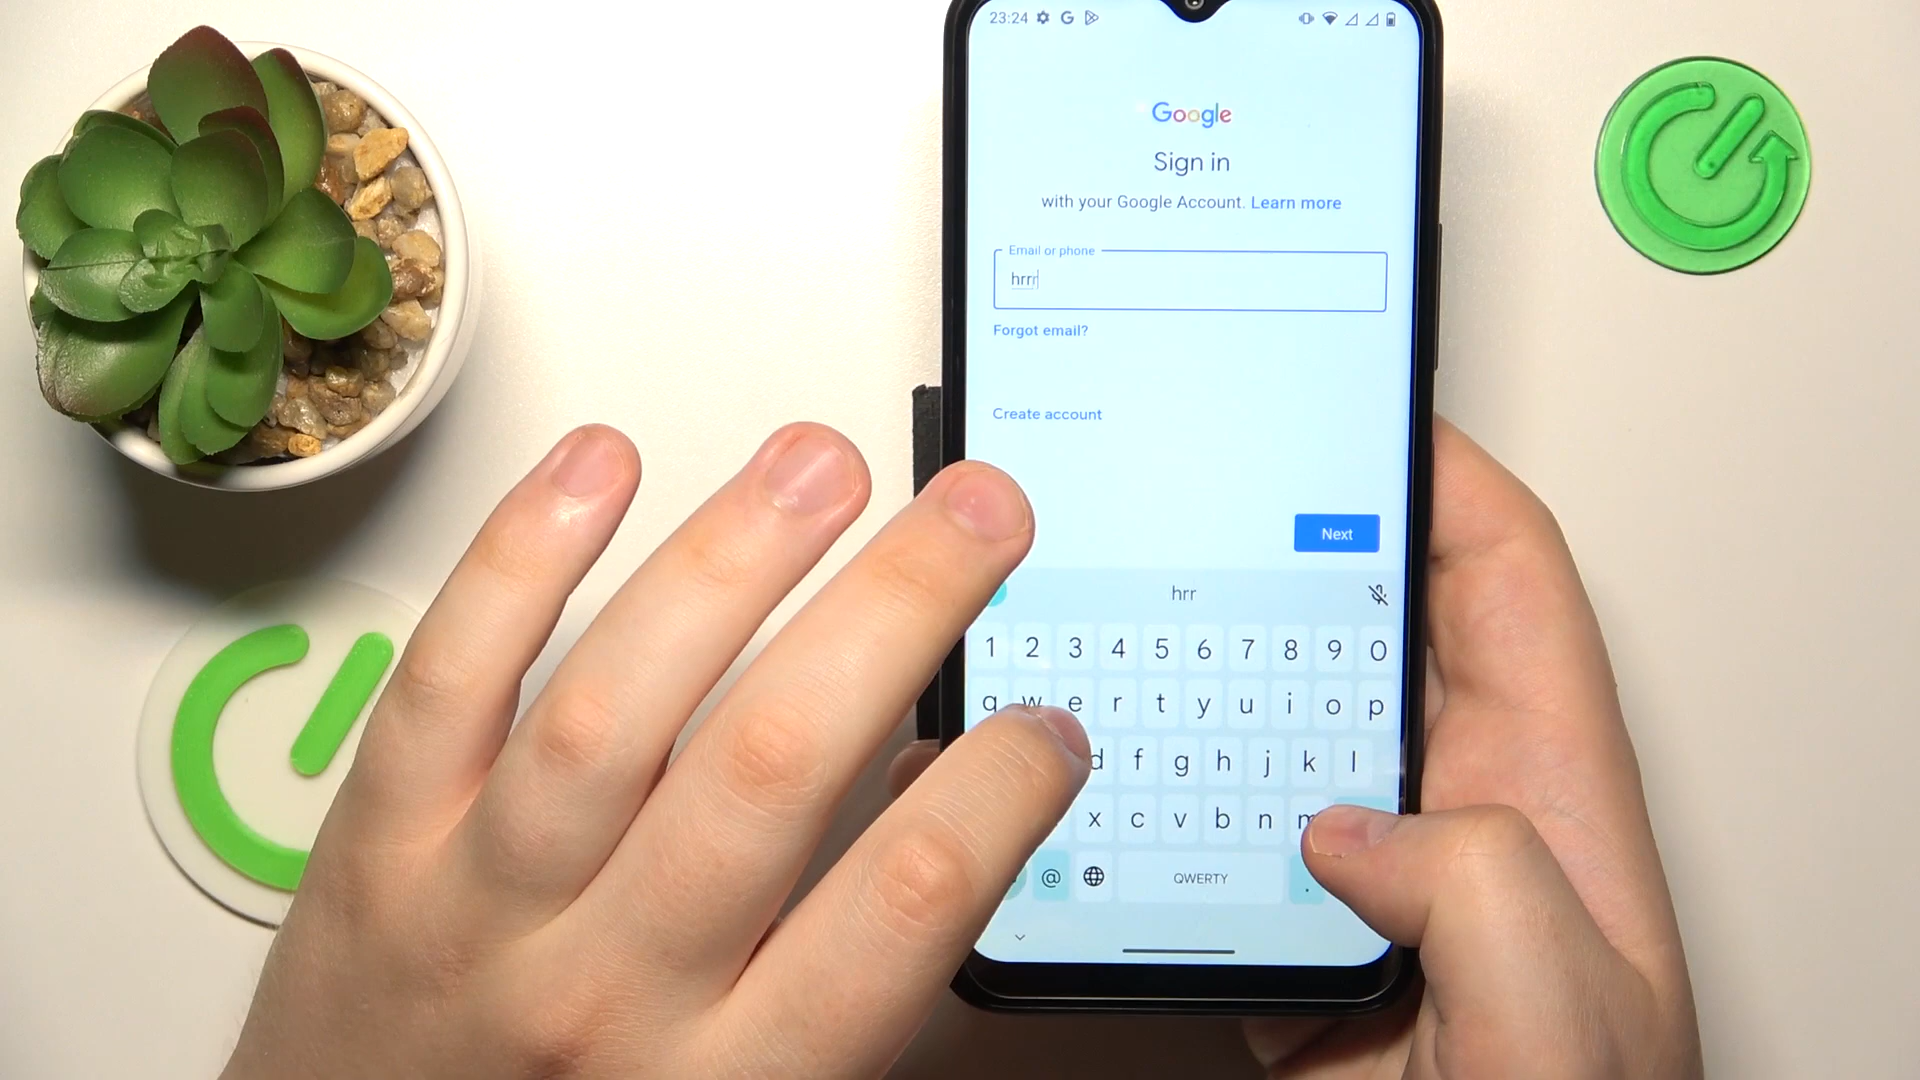 23:24
Google
Sign in
with your Google Account. Learn more
Email or phone
hrrr
Forgot email?
Create account
Next
hrr
1 2 3 4 5 6 7 8 9 0
q w e r t y u i o p
d f g h j k l
x c v b n m
@ QWERTY .